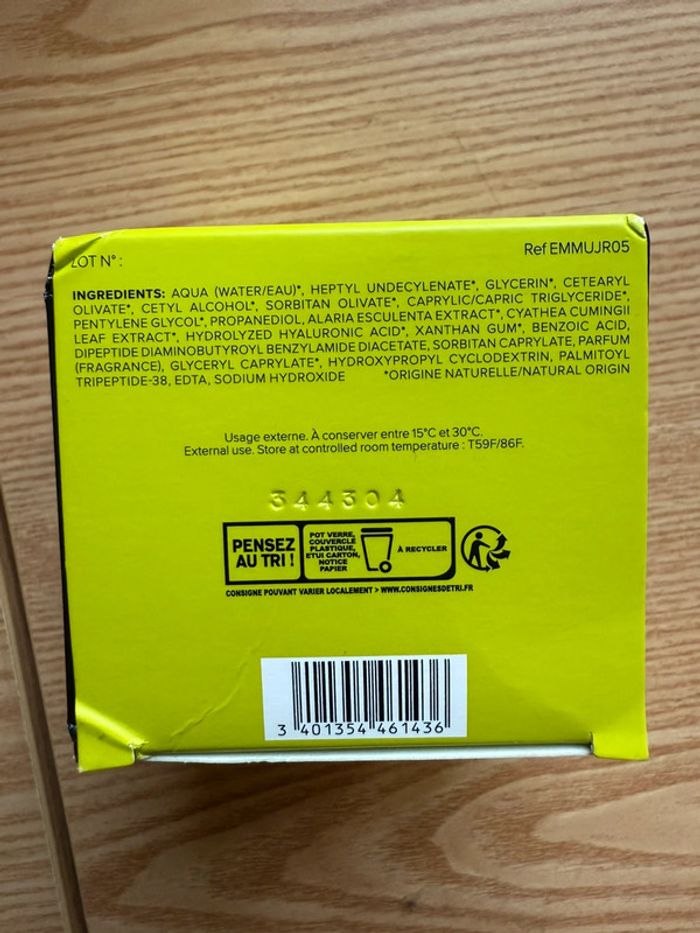 Ref EMMUJR05
LOT N° :
INGREDIENTS: AQUA (WATER/EAU)*, HEPTYL UNDECYLENATE*, GLYCERIN*, CETEARYL
OLIVATE*, CETYL ALCOHOL*, SORBITAN OLIVATE*, CAPRYLIC/CAPRIC TRIGLYCERIDE*,
PENTYLENE GLYCOL*, PROPANEDIOL, ALARIA ESCULENTA EXTRACT*, CYATHEA CUMINGII
LEAF EXTRACT*, HYDROLYZED HYALURONIC ACID*, XANTHAN GUM*, BENZOIC ACID,
DIPEPTIDE DIAMINOBUTYROYL BENZYLAMIDE DIACETATE, SORBITAN CAPRYLATE, PARFUM
(FRAGRANCE), GLYCERYL CAPRYLATE*, HYDROXYPROPYL CYCLODEXTRIN, PALMITOYL
TRIPEPTIDE-38, EDTA, SODIUM HYDROXIDE *ORIGINE NATURELLE/NATURAL ORIGIN
Usage externe. À conserver entre 15°C et 30°C.
External use. Store at controlled room temperature : T59F/86F.
344304
PENSEZ
AU TRI !
POT VERRE,
COUVERCLE
PLASTIQUE,
ETUI CARTON,
NOTICE
PAPIER
À RECYCLER
CONSIGNE POUVANT VARIER LOCALEMENT > WWW.CONSIGNESDETRI.FR
3 401354 461436